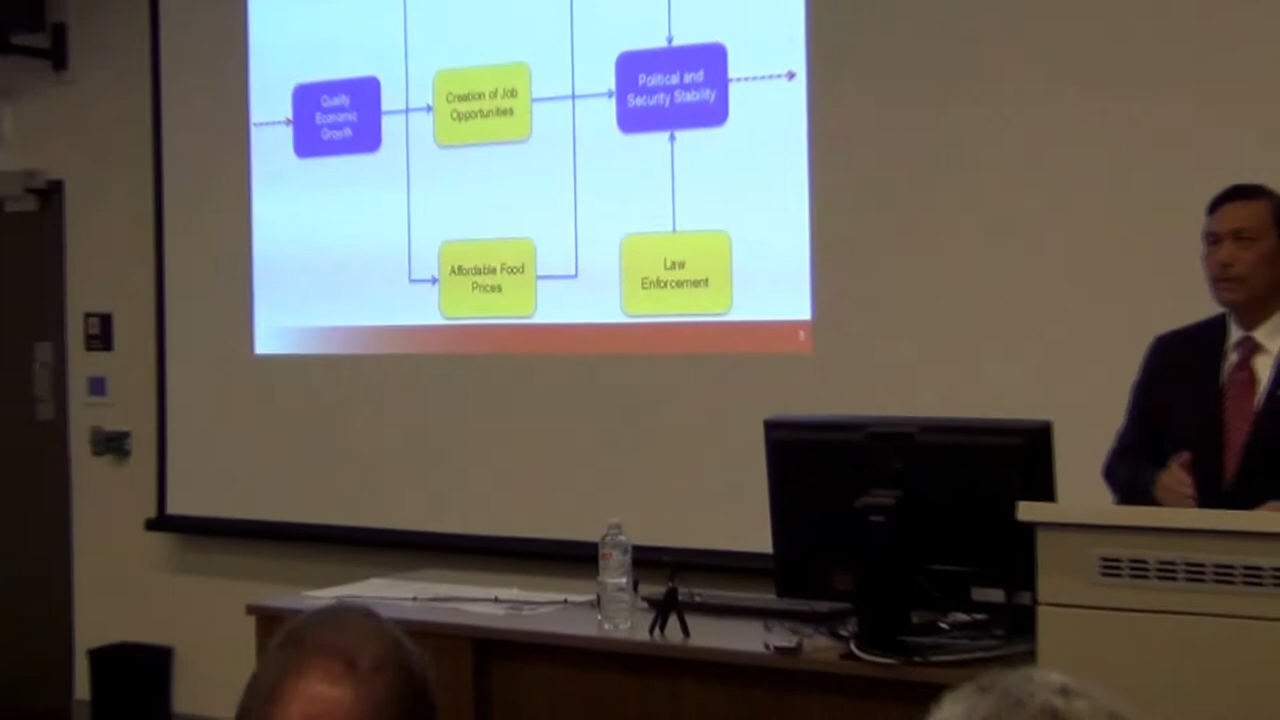 Quality
Economic
Growth
Creation of Job
Opportunities
Political and
Security Stability
Affordable Food
Prices
Law
Enforcement